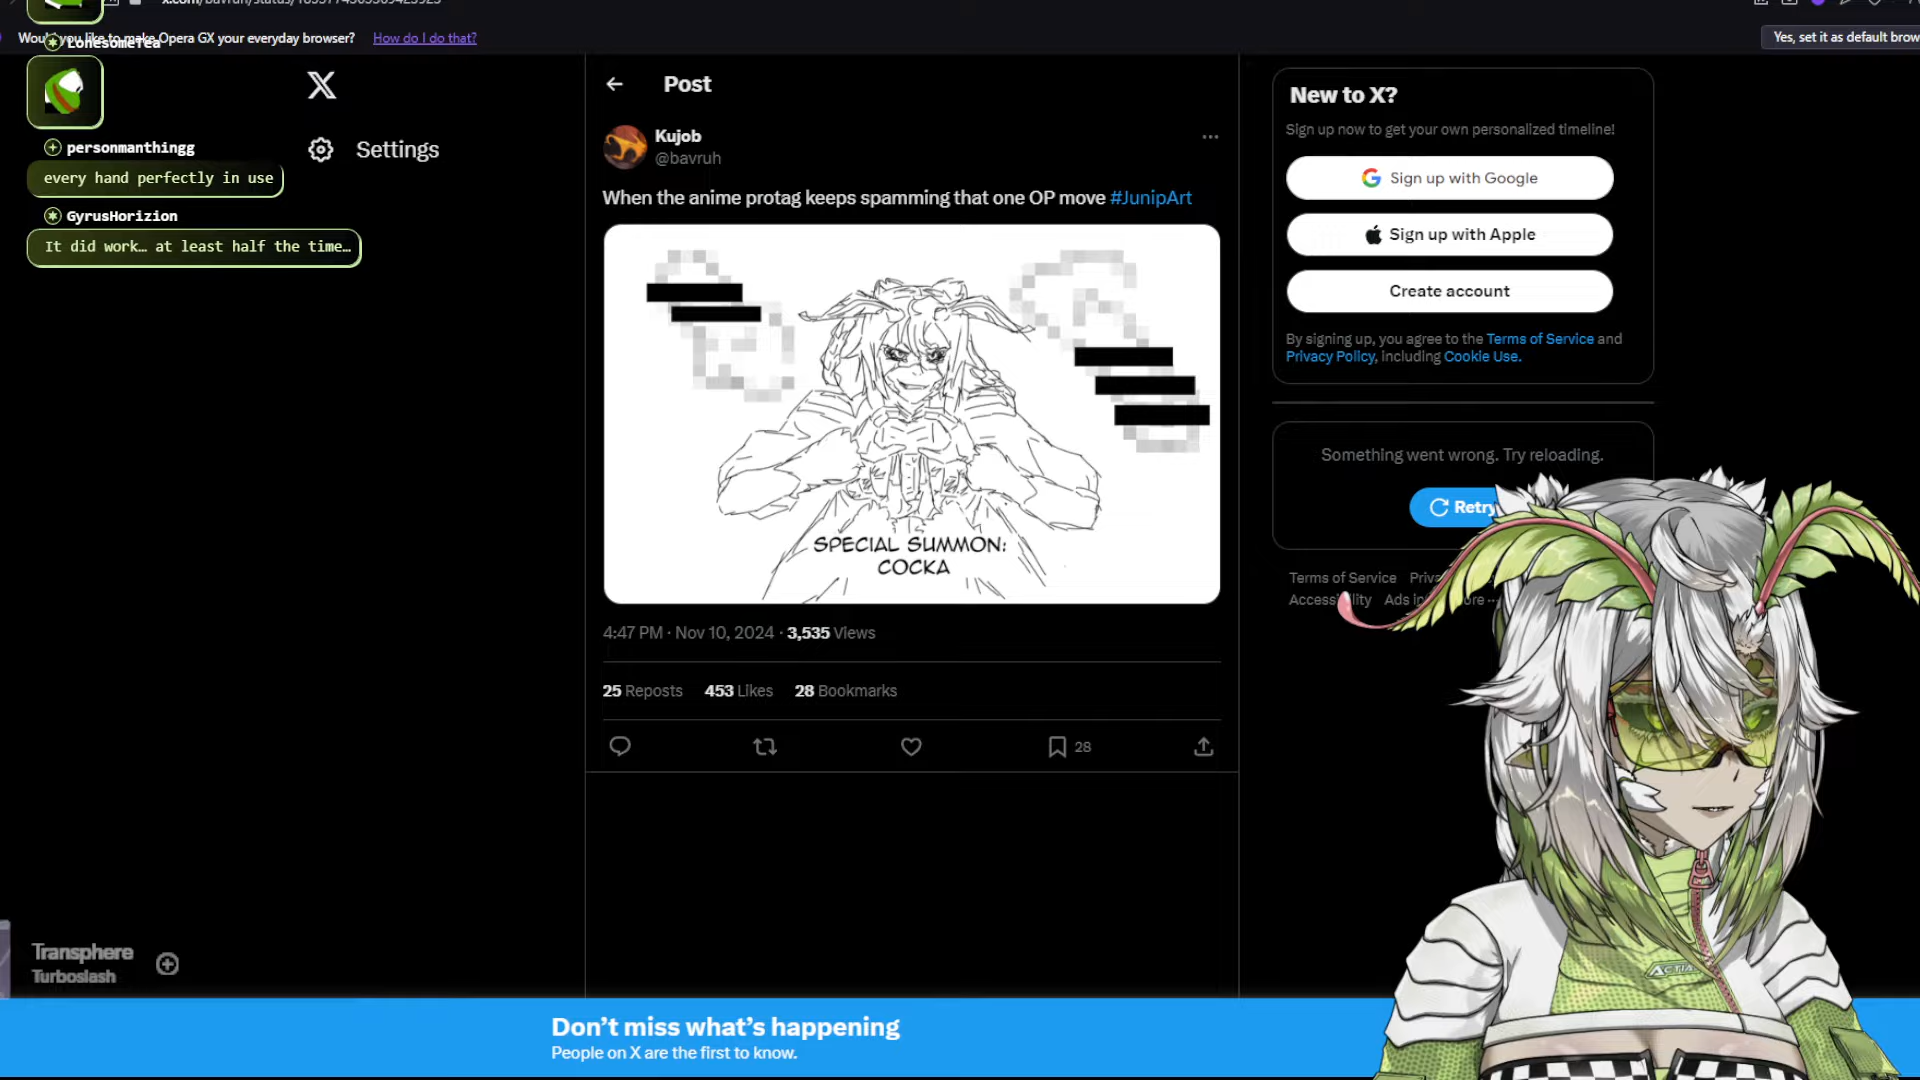 Would you like to make Opera GX your everyday browser?
How do I do that?
Yes, set it as default brow
LonesomeTea
personmanthingg
every hand perfectly in use
GyrusHorizion
It did work… at least half the time…
Settings
Post
Kujob
@bavruh
When the anime protag keeps spamming that one OP move #JunipArt
SPECIAL SUMMON:
COCKA
4:47 PM · Nov 10, 2024 · 3,535 Views
25 Reposts 453 Likes 28 Bookmarks
28
New to X?
Sign up now to get your own personalized timeline!
Sign up with Google
Sign up with Apple
Create account
By signing up, you agree to the Terms of Service and
Privacy Policy, including Cookie Use.
Something went wrong. Try reloading.
Retry
Terms of Service
Ads in
ACTIA
Transphere
Turboslash
Don’t miss what’s happening
People on X are the first to know.